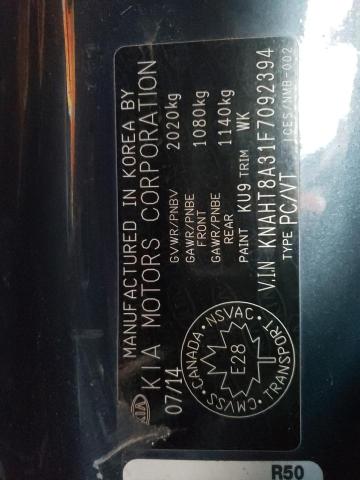 KIA
MANUFACTURED IN KOREA BY
KIA MOTORS CORPORATION
07/14
GVWR/PNBV 2020kg
GAWR/PNBE FRONT 1080kg
GAWR/PNBE REAR 1140kg
PAINT KU9 TRIM WK
V.I.N KNAHT8A31F7092394
TYPE PC/VT ICES/NMB-002
CANADA · NSVAC · TRANSPORT · CMVSS
E28
R50